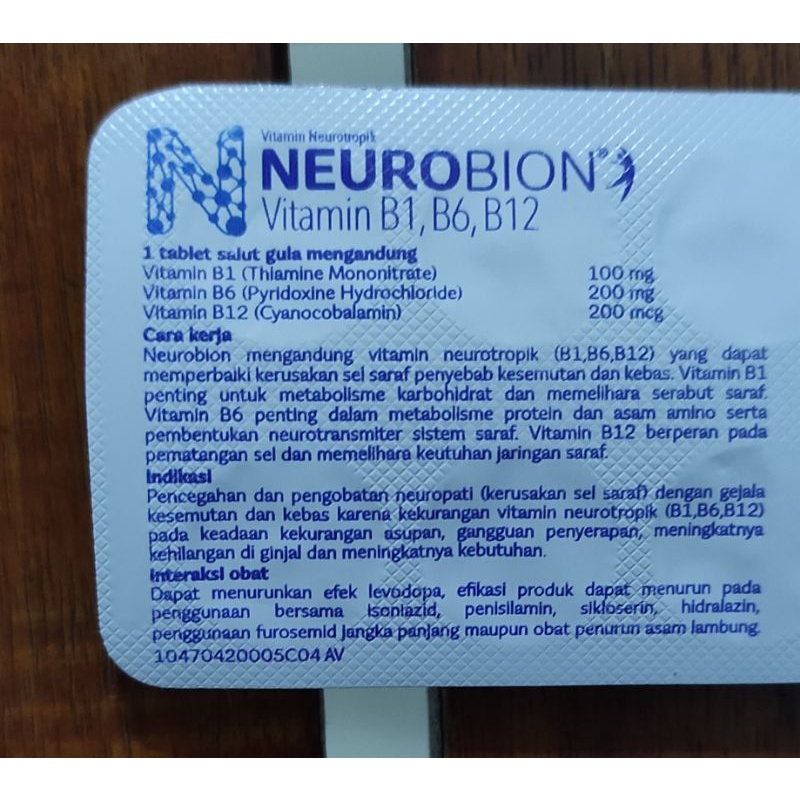 Vitamin Neurotropik
NEUROBION®
Vitamin B1, B6, B12
1 tablet salut gula mengandung
Vitamin B1 (Thiamine Mononitrate) 100 mg
Vitamin B6 (Pyridoxine Hydrochloride) 200 mg
Vitamin B12 (Cyanocobalamin) 200 mcg
Cara kerja
Neurobion mengandung vitamin neurotropik (B1,B6,B12) yang dapat
memperbaiki kerusakan sel saraf penyebab kesemutan dan kebas. Vitamin B1
penting untuk metabolisme karbohidrat dan memelihara serabut saraf.
Vitamin B6 penting dalam metabolisme protein dan asam amino serta
pembentukan neurotransmiter sistem saraf. Vitamin B12 berperan pada
pematangan sel dan memelihara keutuhan jaringan saraf.
Indikasi
Pencegahan dan pengobatan neuropati (kerusakan sel saraf) dengan gejala
kesemutan dan kebas karena kekurangan vitamin neurotropik (B1,B6,B12)
pada keadaan kekurangan asupan, gangguan penyerapan, meningkatnya
kehilangan di ginjal dan meningkatnya kebutuhan.
Interaksi obat
Dapat menurunkan efek levodopa, efikasi produk dapat menurun pada
penggunaan bersama isoniazid, penisilamin, sikloserin, hidralazin,
penggunaan furosemid jangka panjang maupun obat penurun asam lambung.
10470420005C04 AV